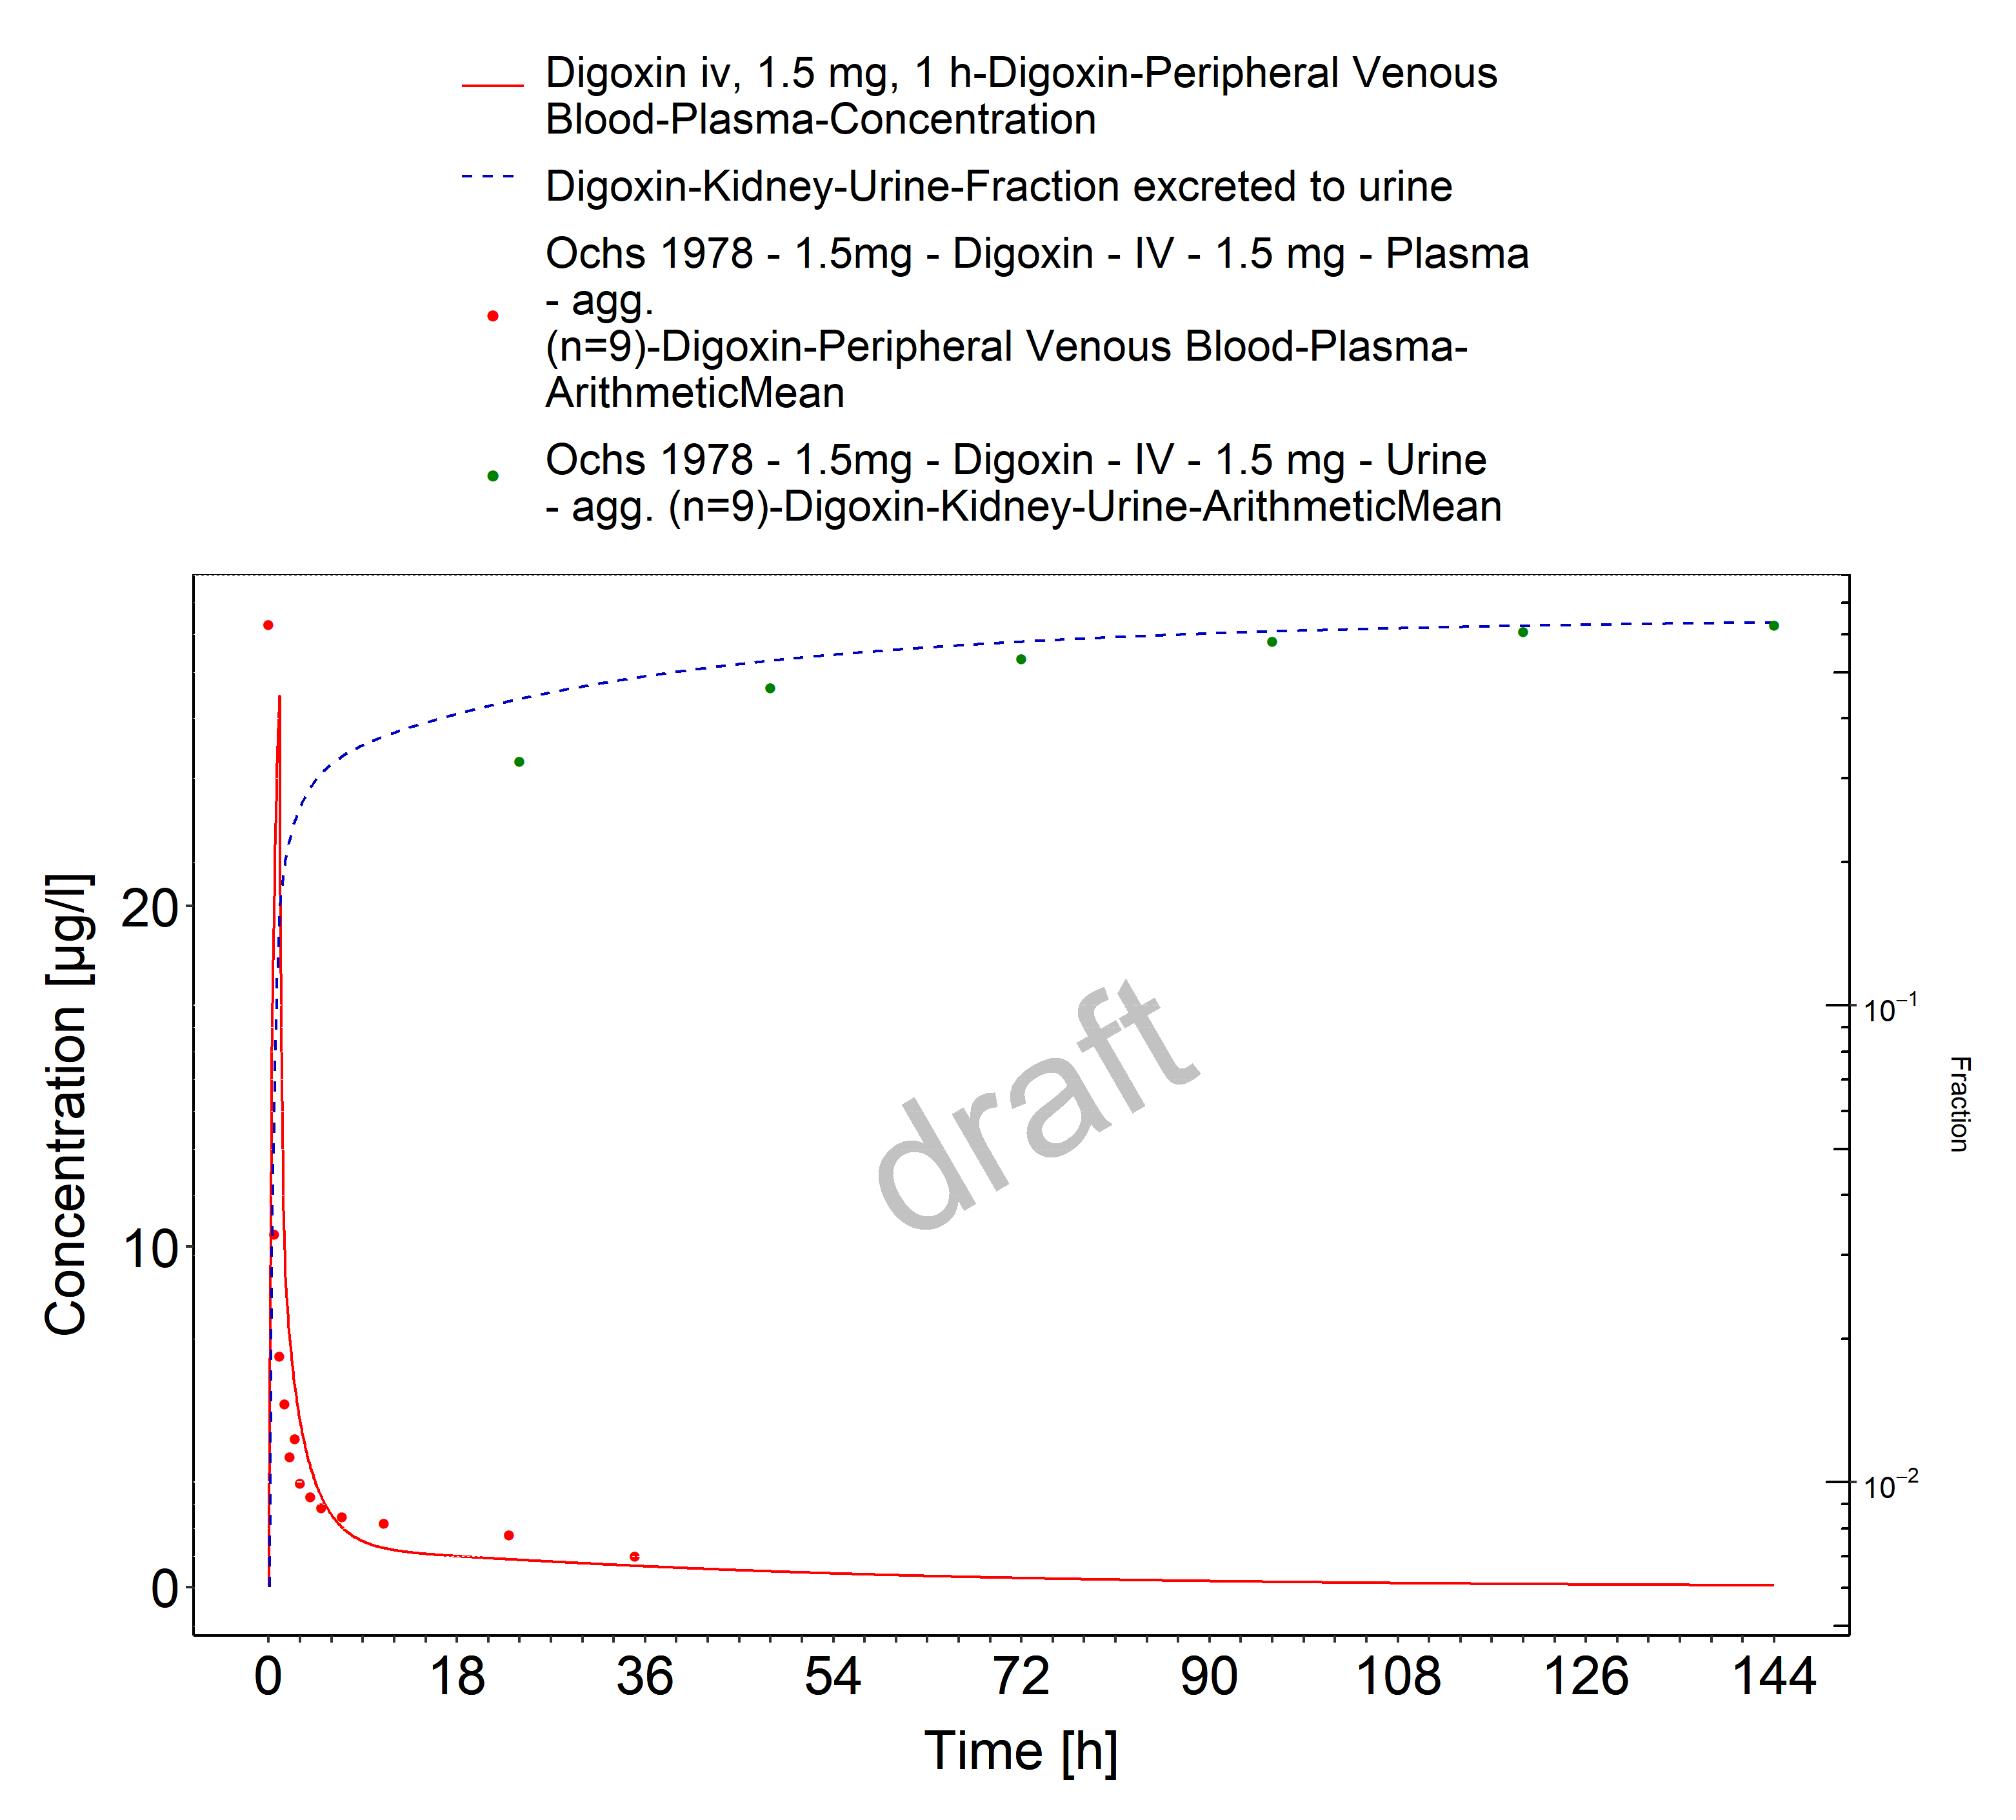 Digoxin iv, 1.5 mg, 1 h-Digoxin-Peripheral Venous
Blood-Plasma-Concentration
Digoxin-Kidney-Urine-Fraction excreted to urine
Ochs 1978 - 1.5mg - Digoxin - IV - 1.5 mg - Plasma
- agg.
(n=9)-Digoxin-Peripheral Venous Blood-Plasma-
ArithmeticMean
Ochs 1978 - 1.5mg - Digoxin - IV - 1.5 mg - Urine
- agg. (n=9)-Digoxin-Kidney-Urine-ArithmeticMean
Concentration [µg/l]
20
10
0
draft
10⁻¹
10⁻²
Fraction
0 18 36 54 72 90 108 126 144
Time [h]